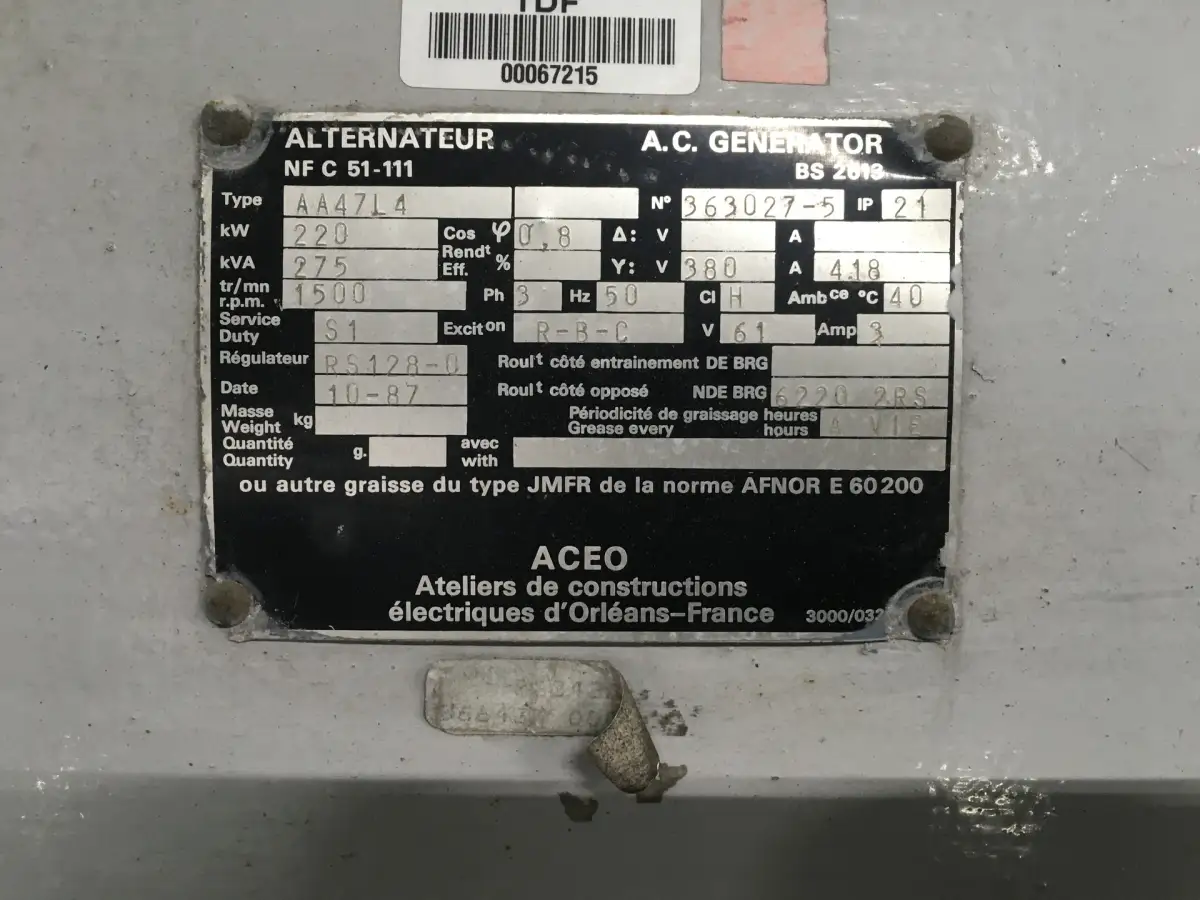 TDF
00067215
ALTERNATEUR A.C. GENERATOR
NF C 51-111 BS 2613
Type AA47L4 N° 363027-5 IP 21
kW 220 Cos φ 0,8 Δ: V A
kVA 275 Rendt Eff. % Y: V 380 A 418
tr/mn r.p.m. 1500 Ph 3 Hz 50 Cl H Ambce °C 40
Service Duty S1 Exciton R-B-C V 61 Amp 3
Régulateur RS128-0 Roult côté entrainement DE BRG
Date 10-87 Roult côté opposé NDE BRG 6220 2RS
Masse Weight kg Périodicité de graissage heures
Grease every hours A VIE
Quantité Quantity g. avec with
ou autre graisse du type JMFR de la norme AFNOR E 60200
ACEO
Ateliers de constructions
électriques d'Orléans-France 3000/032